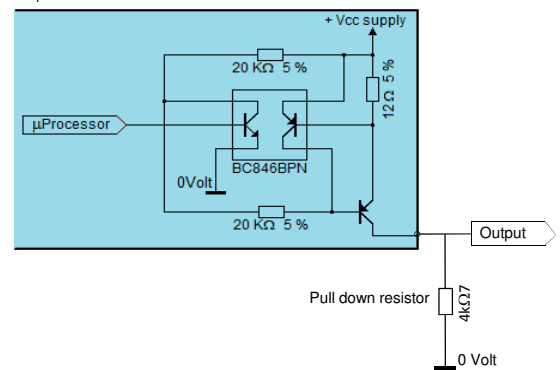 + Vcc supply
20 KΩ 5 %
12Ω 5 %
µProcessor
BC846BPN
0Volt
20 KΩ 5 %
Output
Pull down resistor
4kΩ7
0 Volt